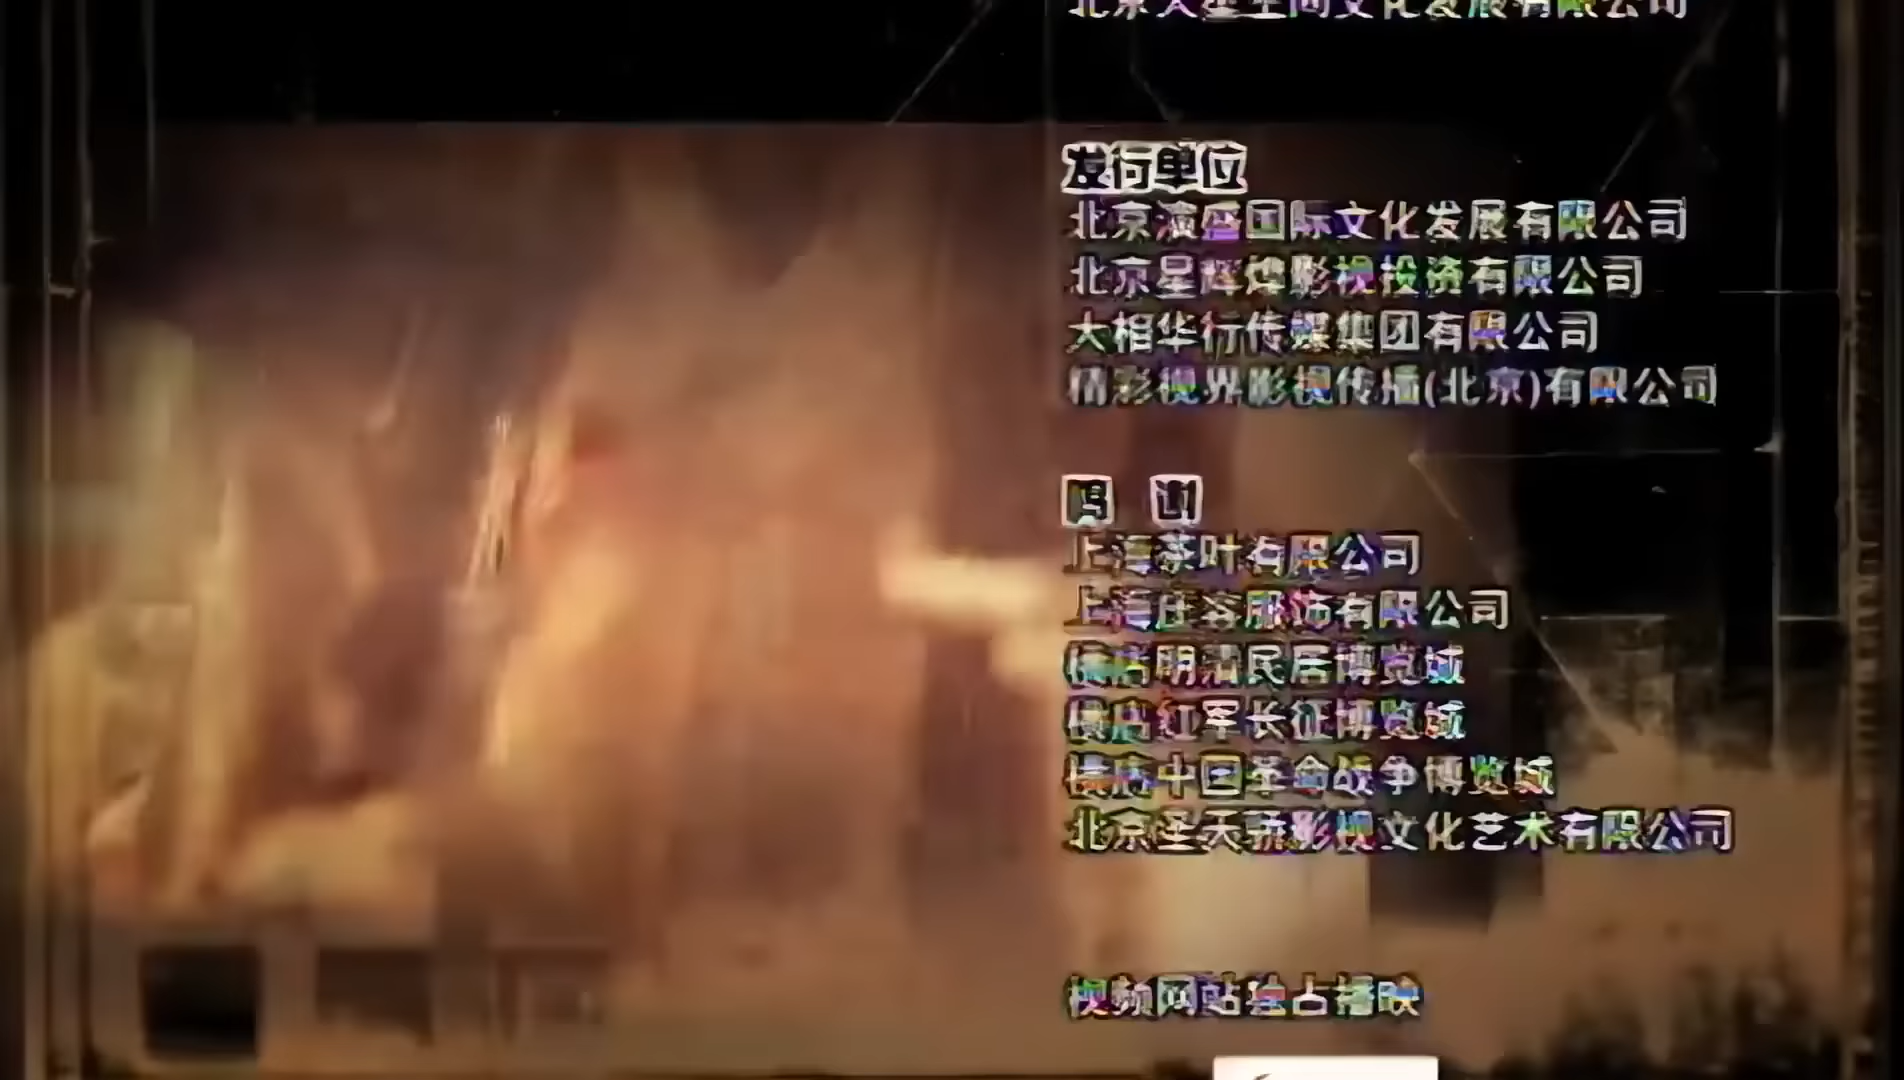 发行单位
北京演盛国际文化发展有限公司
北京星辉烨影视投资有限公司
大相华行传媒集团有限公司
精彩视界影视传播(北京)有限公司
鸣 谢
上海茶叶有限公司
上海庄容服饰有限公司
横店明清民居博览城
横店红军长征博览城
横店中国革命战争博览城
北京圣天骄影视文化艺术有限公司
视频网站独占播映